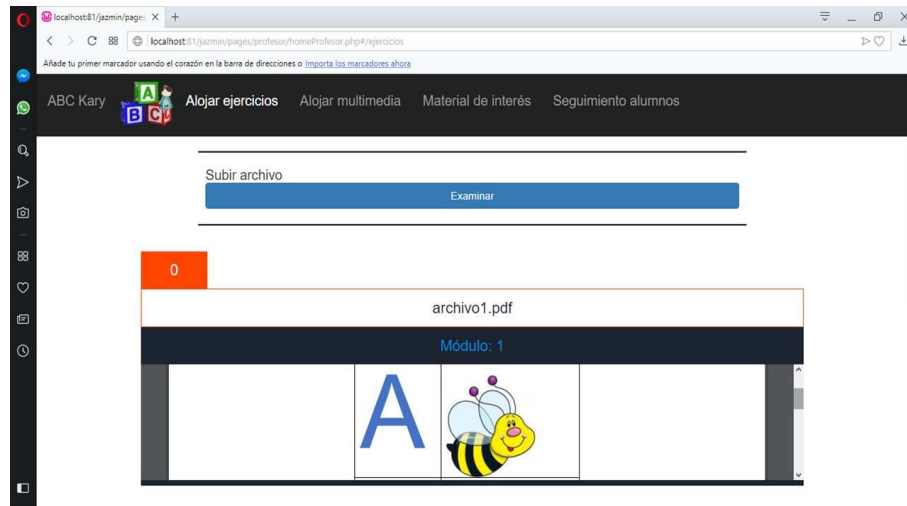 localhost:81/jazmin/page
localhost:81/jazmin/pages/profesor/homeProfesor.php#/ejercicios
Añade tu primer marcador usando el corazón en la barra de direcciones o Importa los marcadores ahora
ABC Kary A B C Alojar ejercicios Alojar multimedia Material de interés Seguimiento alumnos
Subir archivo
Examinar
0
archivo1.pdf
Módulo: 1
A